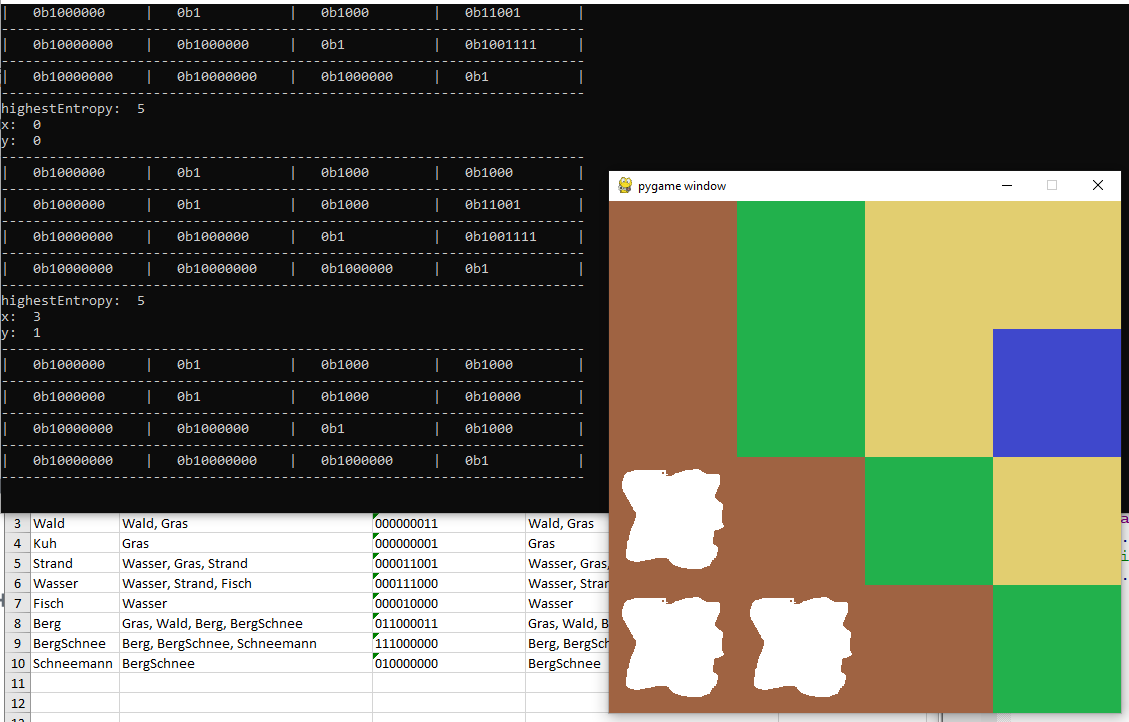 | 0b1000000 | 0b1 | 0b1000 | 0b11001 |
| 0b10000000 | 0b1000000 | 0b1 | 0b1001111 |
| 0b10000000 | 0b10000000 | 0b1000000 | 0b1 |
highestEntropy: 5
x: 0
y: 0
| 0b1000000 | 0b1 | 0b1000 | 0b1000 |
| 0b1000000 | 0b1 | 0b1000 | 0b11001 |
| 0b10000000 | 0b1000000 | 0b1 | 0b1001111 |
| 0b10000000 | 0b10000000 | 0b1000000 | 0b1 |
highestEntropy: 5
x: 3
y: 1
| 0b1000000 | 0b1 | 0b1000 | 0b1000 |
| 0b1000000 | 0b1 | 0b1000 | 0b10000 |
| 0b10000000 | 0b1000000 | 0b1 | 0b1000 |
| 0b10000000 | 0b10000000 | 0b1000000 | 0b1 |
pygame window
3 Wald Wald, Gras 000000011 Wald, Gras
4 Kuh Gras 000000001 Gras
5 Strand Wasser, Gras, Strand 000011001 Wasser, Gras,
6 Wasser Wasser, Strand, Fisch 000111000 Wasser, Strar
7 Fisch Wasser 000010000 Wasser
8 Berg Gras, Wald, Berg, BergSchnee 011000011 Gras, Wald, B
9 BergSchnee Berg, BergSchnee, Schneemann 111000000 Berg, BergSch
10 Schneemann BergSchnee 010000000 BergSchnee
11
12